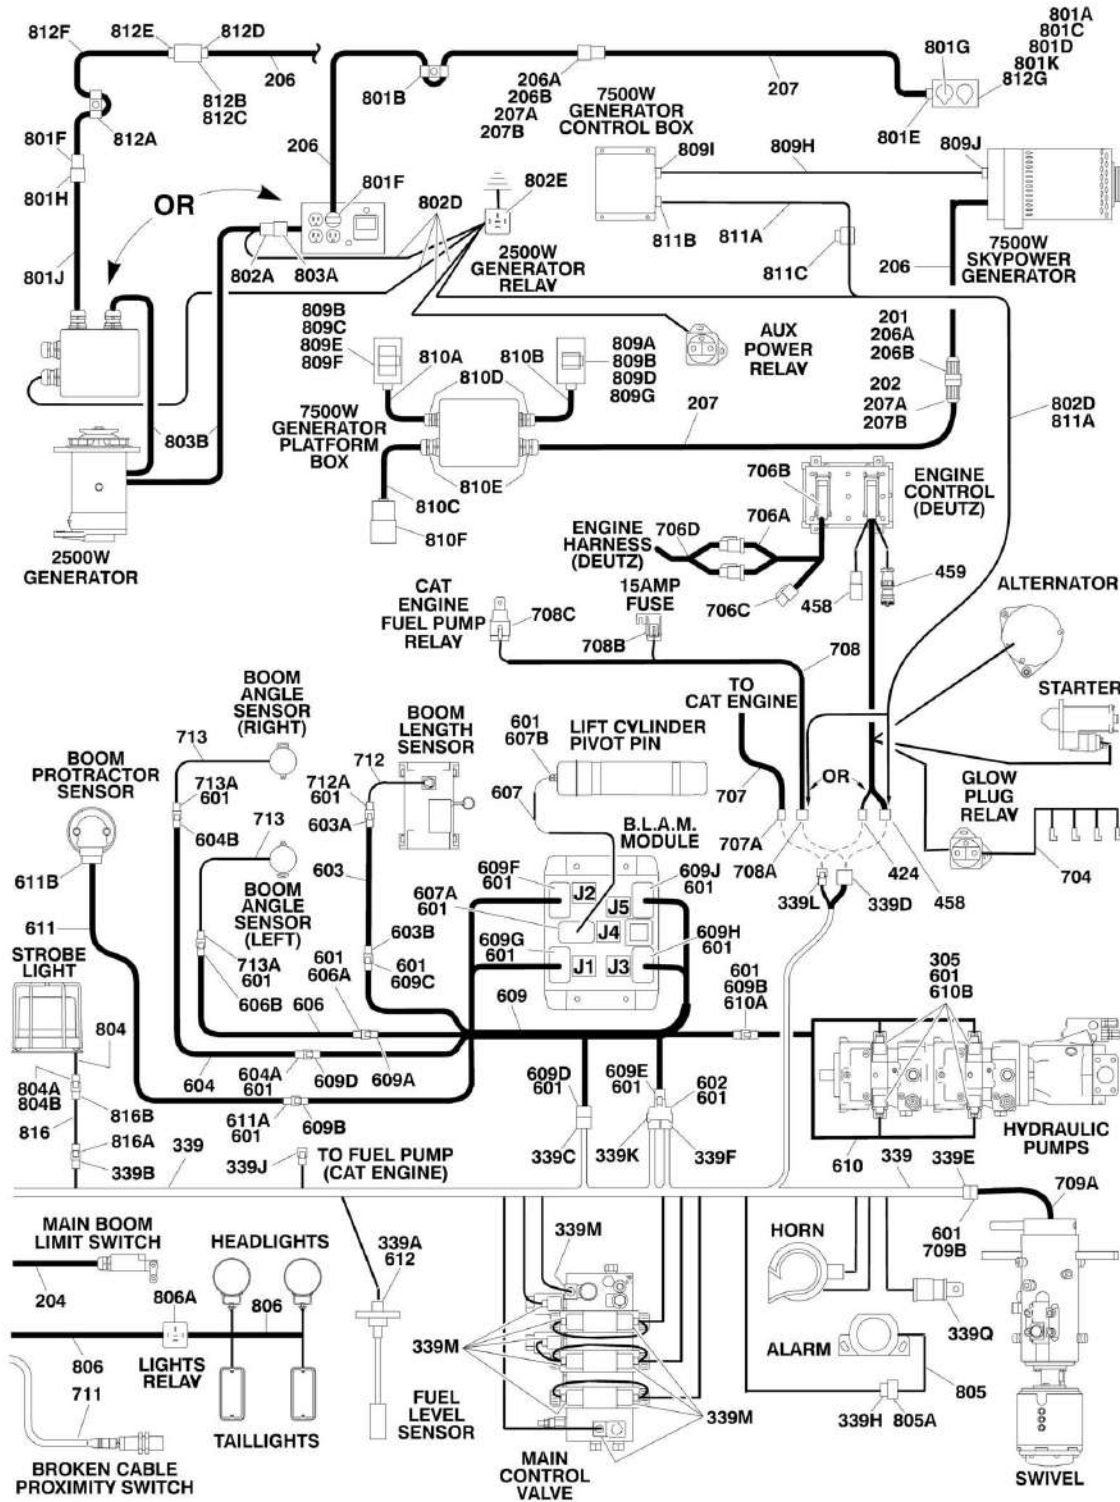 812F
812E
812D
206
812B
812C
812A
801F
801H
801J
OR
206
801B
206A
206B
207A
207B
207
801G
801A
801C
801D
801K
812G
801E
7500W
GENERATOR
CONTROL BOX
809I
809H
809J
811B
811A
811C
7500W
SKYPOWER
GENERATOR
801F
802D
802E
2500W
GENERATOR
RELAY
802A
803A
206
201
206A
206B
202
207A
207B
802D
811A
AUX
POWER
RELAY
809B
809C
809E
809F
810A
810D
810B
809A
809B
809D
809G
207
7500W
GENERATOR
PLATFORM
BOX
803B
810E
810C
810F
2500W
GENERATOR
706B
ENGINE
CONTROL
(DEUTZ)
ENGINE
HARNESS
(DEUTZ)
706D
706A
706C
458
459
ALTERNATOR
CAT
ENGINE
FUEL PUMP
RELAY
708C
15AMP
FUSE
708B
708
STARTER
TO
CAT ENGINE
BOOM
ANGLE
SENSOR
(RIGHT)
713
BOOM
LENGTH
SENSOR
712
601
607B
LIFT CYLINDER
PIVOT PIN
607
707
OR
GLOW
PLUG
RELAY
704
BOOM
PROTRACTOR
SENSOR
713A
601
604B
713
712A
601
603A
B.L.A.M.
MODULE
707A
708A
424
458
339L
339D
611B
611
BOOM
ANGLE
SENSOR
(LEFT)
603
609F
601
607A
601
J2
J5
J4
J1
J3
609J
601
609G
601
609H
601
603B
601
609C
STROBE
LIGHT
713A
601
606B
606
601
606A
609
601
609B
610A
305
601
610B
804
804A
804B
816B
816
816A
339B
604
604A
601
609D
609A
611A
601
609B
609D
601
609E
601
602
601
339C
339K
339F
610
HYDRAULIC
PUMPS
339
339J
TO FUEL PUMP
(CAT ENGINE)
339
339E
709A
601
709B
MAIN BOOM
LIMIT SWITCH
204
HEADLIGHTS
806A
806
806
LIGHTS
RELAY
711
TAILLIGHTS
BROKEN CABLE
PROXIMITY SWITCH
339A
612
FUEL
LEVEL
SENSOR
339M
339M
339M
MAIN
CONTROL
VALVE
HORN
339Q
ALARM
805
339H
805A
SWIVEL